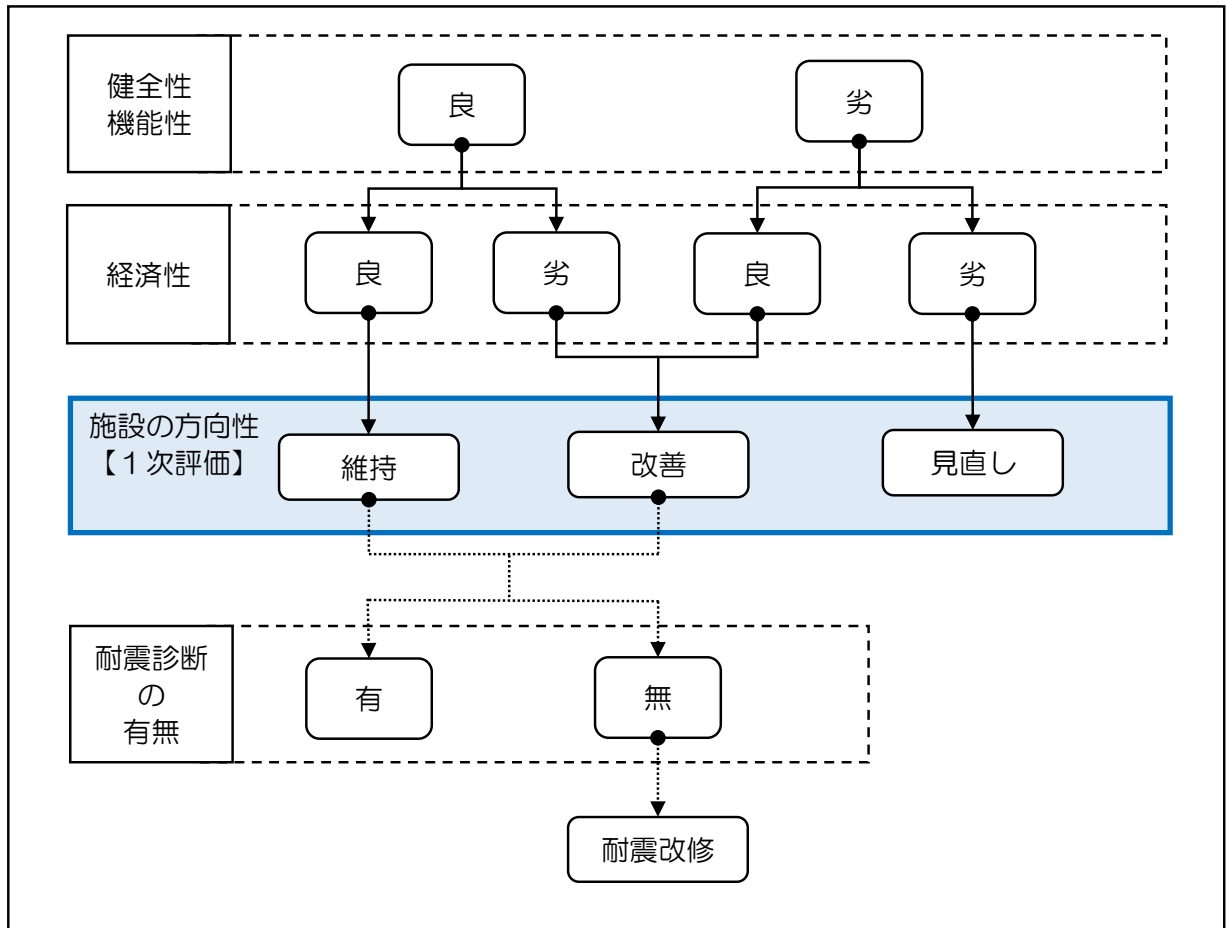 健全性
機能性
良
劣
経済性
良
劣
良
劣
施設の方向性
【１次評価】
維持
改善
見直し
耐震診断
の
有無
有
無
耐震改修